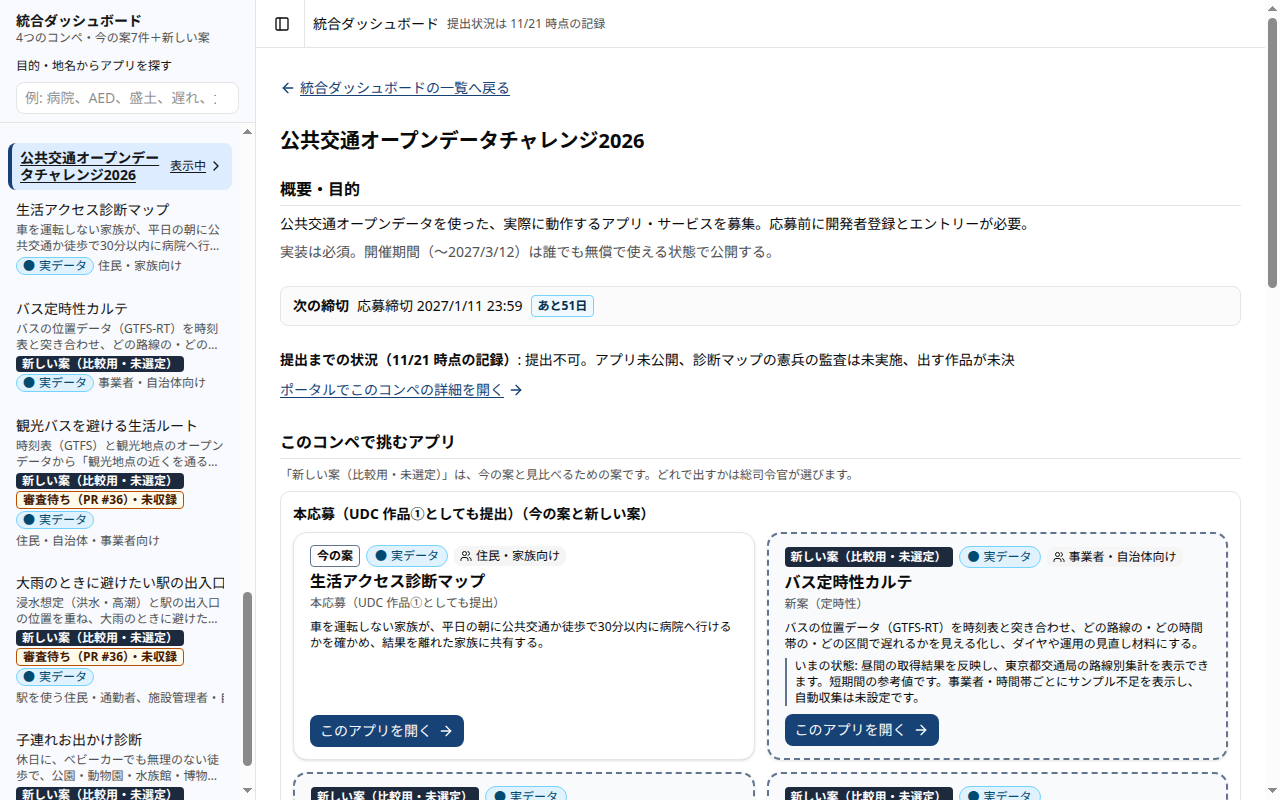 統合ダッシュボード
4つのコンペ・今の案7件＋新しい案
目的・地名からアプリを探す
例: 病院、AED、盛土、遅れ、
公共交通オープンデー
タチャレンジ2026
表示中
生活アクセス診断マップ
車を運転しない家族が、平日の朝に公
共交通か徒歩で30分以内に病院へ行...
実データ 住民・家族向け
バス定時性カルテ
バスの位置データ（GTFS-RT）を時刻
表と突き合わせ、どの路線の・どの...
新しい案（比較用・未選定）
実データ 事業者・自治体向け
観光バスを避ける生活ルート
時刻表（GTFS）と観光地点のオープン
データから「観光地点の近くを通る...
新しい案（比較用・未選定）
審査待ち（PR #36）・未収録
実データ
住民・自治体・事業者向け
大雨のときに避けたい駅の出入口
浸水想定（洪水・高潮）と駅の出入口
の位置を重ね、大雨のときに避けた...
新しい案（比較用・未選定）
審査待ち（PR #36）・未収録
実データ
駅を使う住民・通勤者、施設管理者・
子連れお出かけ診断
休日に、ベビーカーでも無理のない徒
歩で、公園・動物園・水族館・博物...
新しい案（比較用・未選定）
統合ダッシュボード 提出状況は 11/21 時点の記録
← 統合ダッシュボードの一覧へ戻る
公共交通オープンデータチャレンジ2026
概要・目的
公共交通オープンデータを使った、実際に動作するアプリ・サービスを募集。応募前に開発者登録とエントリーが必要。
実装は必須。開催期間（〜2027/3/12）は誰でも無償で使える状態で公開する。
次の締切 応募締切 2027/1/11 23:59 あと51日
提出までの状況（11/21 時点の記録）: 提出不可。アプリ未公開、診断マップの憲兵の監査は未実施、出す作品が未決
ポータルでこのコンペの詳細を開く →
このコンペで挑むアプリ
「新しい案（比較用・未選定）」は、今の案と見比べるための案です。どれで出すかは総司令官が選びます。
本応募（UDC 作品①としても提出）（今の案と新しい案）
今の案 実データ 住民・家族向け
生活アクセス診断マップ
本応募（UDC 作品①としても提出）
車を運転しない家族が、平日の朝に公共交通か徒歩で30分以内に病院へ行ける
かを確かめ、結果を離れた家族に共有する。
このアプリを開く →
新しい案（比較用・未選定） 実データ 事業者・自治体向け
バス定時性カルテ
新案（定時性）
バスの位置データ（GTFS-RT）を時刻表と突き合わせ、どの路線の・どの時間
帯の・どの区間で遅れるかを見える化し、ダイヤや運用の見直し材料にする。
いまの状態: 昼間の取得結果を反映し、東京都交通局の路線別集計を表示でき
ます。短期間の参考値です。事業者・時間帯ごとにサンプル不足を表示し、
自動収集は未設定です。
このアプリを開く →
新しい案（比較用・未選定） 実データ
新しい案（比較用・未選定） 実データ